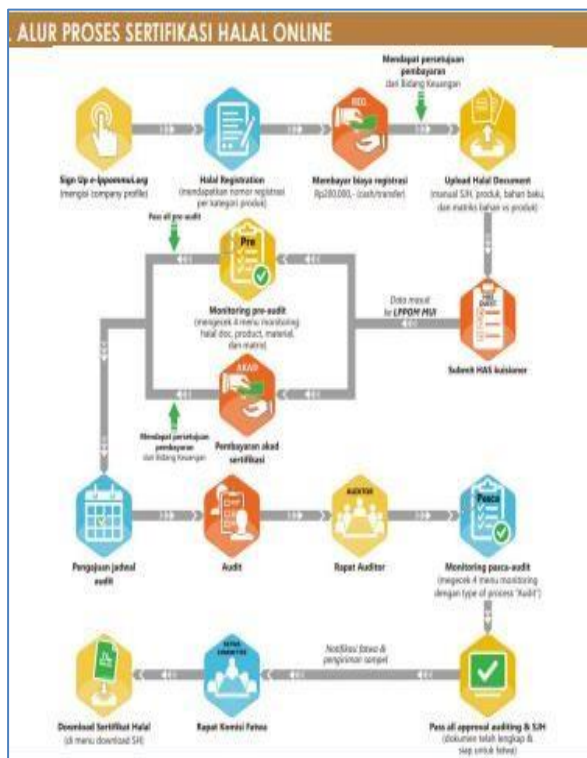 . ALUR PROSES SERTIFIKASI HALAL ONLINE
Mendapat persetujuan
pembayaran
dari Bidang Keuangan
REG.
Sign Up e-lppommui.org
(mengisi company profile)
Halal Registration
(mendapatkan nomor registrasi
per kategori produk)
Membayar biaya registrasi
Rp200.000,- (cash/transfer)
Upload Halal Document
(manual SJH, produk, bahan baku,
dan matriks bahan vs produk)
Pass all pre-audit
Pre
Monitoring pre-audit
(mengecek 4 menu monitoring
halal doc, product, material,
dan matrix)
Data masuk
ke LPPOM MUI
HAS
QUEST
Submit HAS kuisioner
AKAD
Mendapat persetujuan
pembayaran
dari Bidang Keuangan
Pembayaran akad
sertifikasi
Pengajuan jadwal
audit
Audit
AUDITOR
Rapat Auditor
Pasca
Monitoring pasca-audit
(megecek 4 menu monitoring
dengan type of process "Audit")
Notifikasi fatwa &
pengiriman sampel
Download Sertifikat Halal
(di menu download SH)
Rapat Komisi Fatwa
Pass all approval auditing & SJH
(dokumen telah lengkap &
siap untuk fatwa)